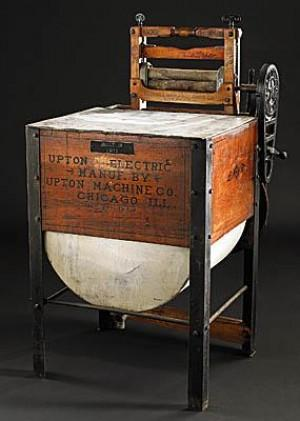 UPTON ELECTRIC
MANUF. BY
UPTON MACHINE CO.
CHICAGO ILL